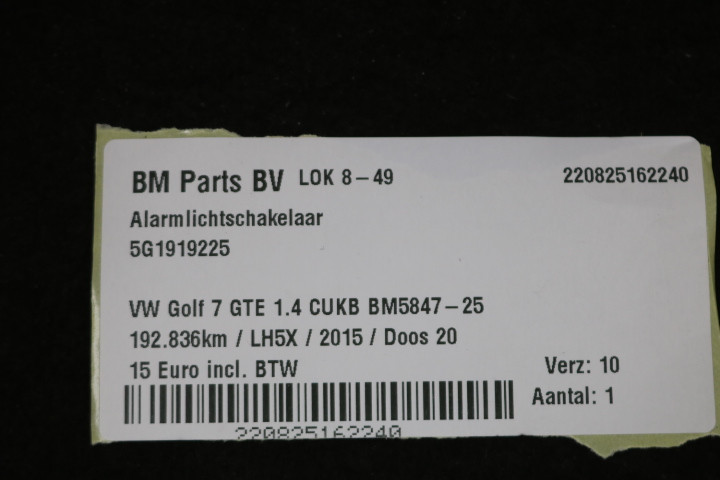 BM Parts BV LOK 8-49 220825162240
Alarmlichtschakelaar
5G1919225
VW Golf 7 GTE 1.4 CUKB BM5847-25
192.836km / LH5X / 2015 / Doos 20
15 Euro incl. BTW Verz: 10
Aantal: 1
220825162240